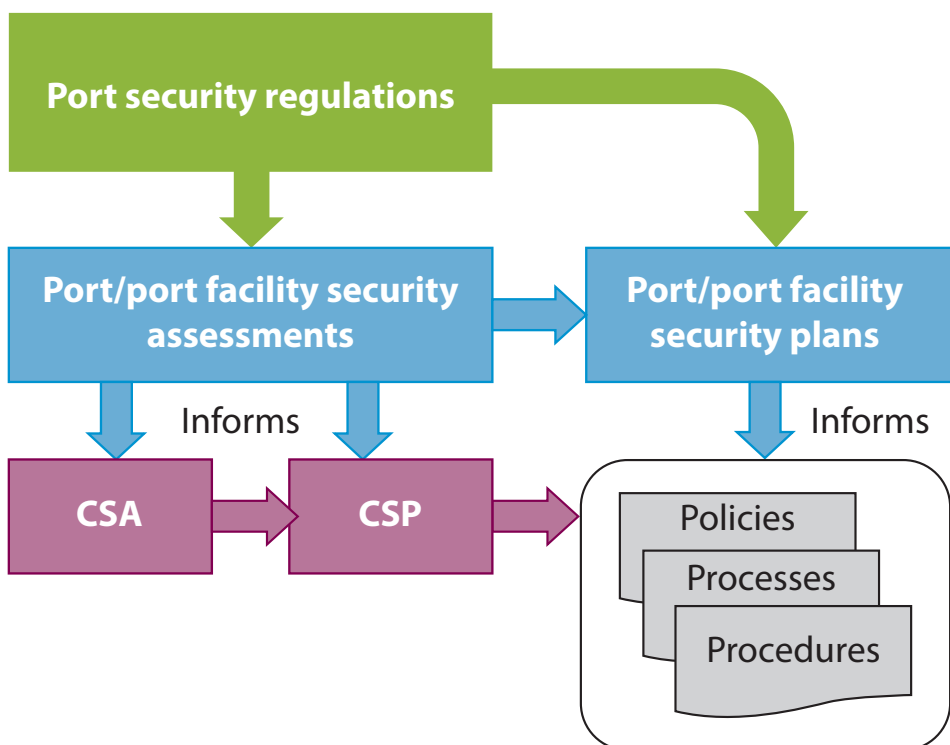 Port security regulations
Port/port facility security
assessments
Port/port facility
security plans
Informs
Informs
CSA
CSP
Policies
Processes
Procedures